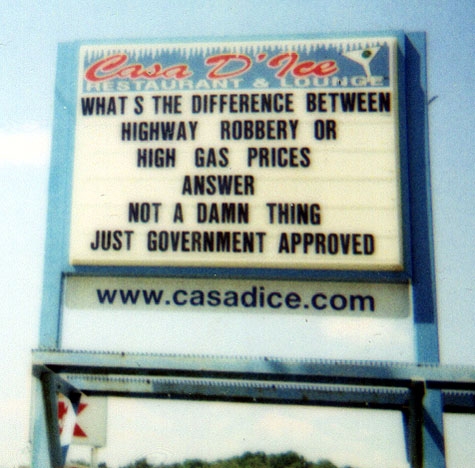 Casa D'Ice
RESTAURANT & LOUNGE
WHAT S THE DIFFERENCE BETWEEN
HIGHWAY ROBBERY OR
HIGH GAS PRICES
ANSWER
NOT A DAMN THING
JUST GOVERNMENT APPROVED
www.casadice.com
K